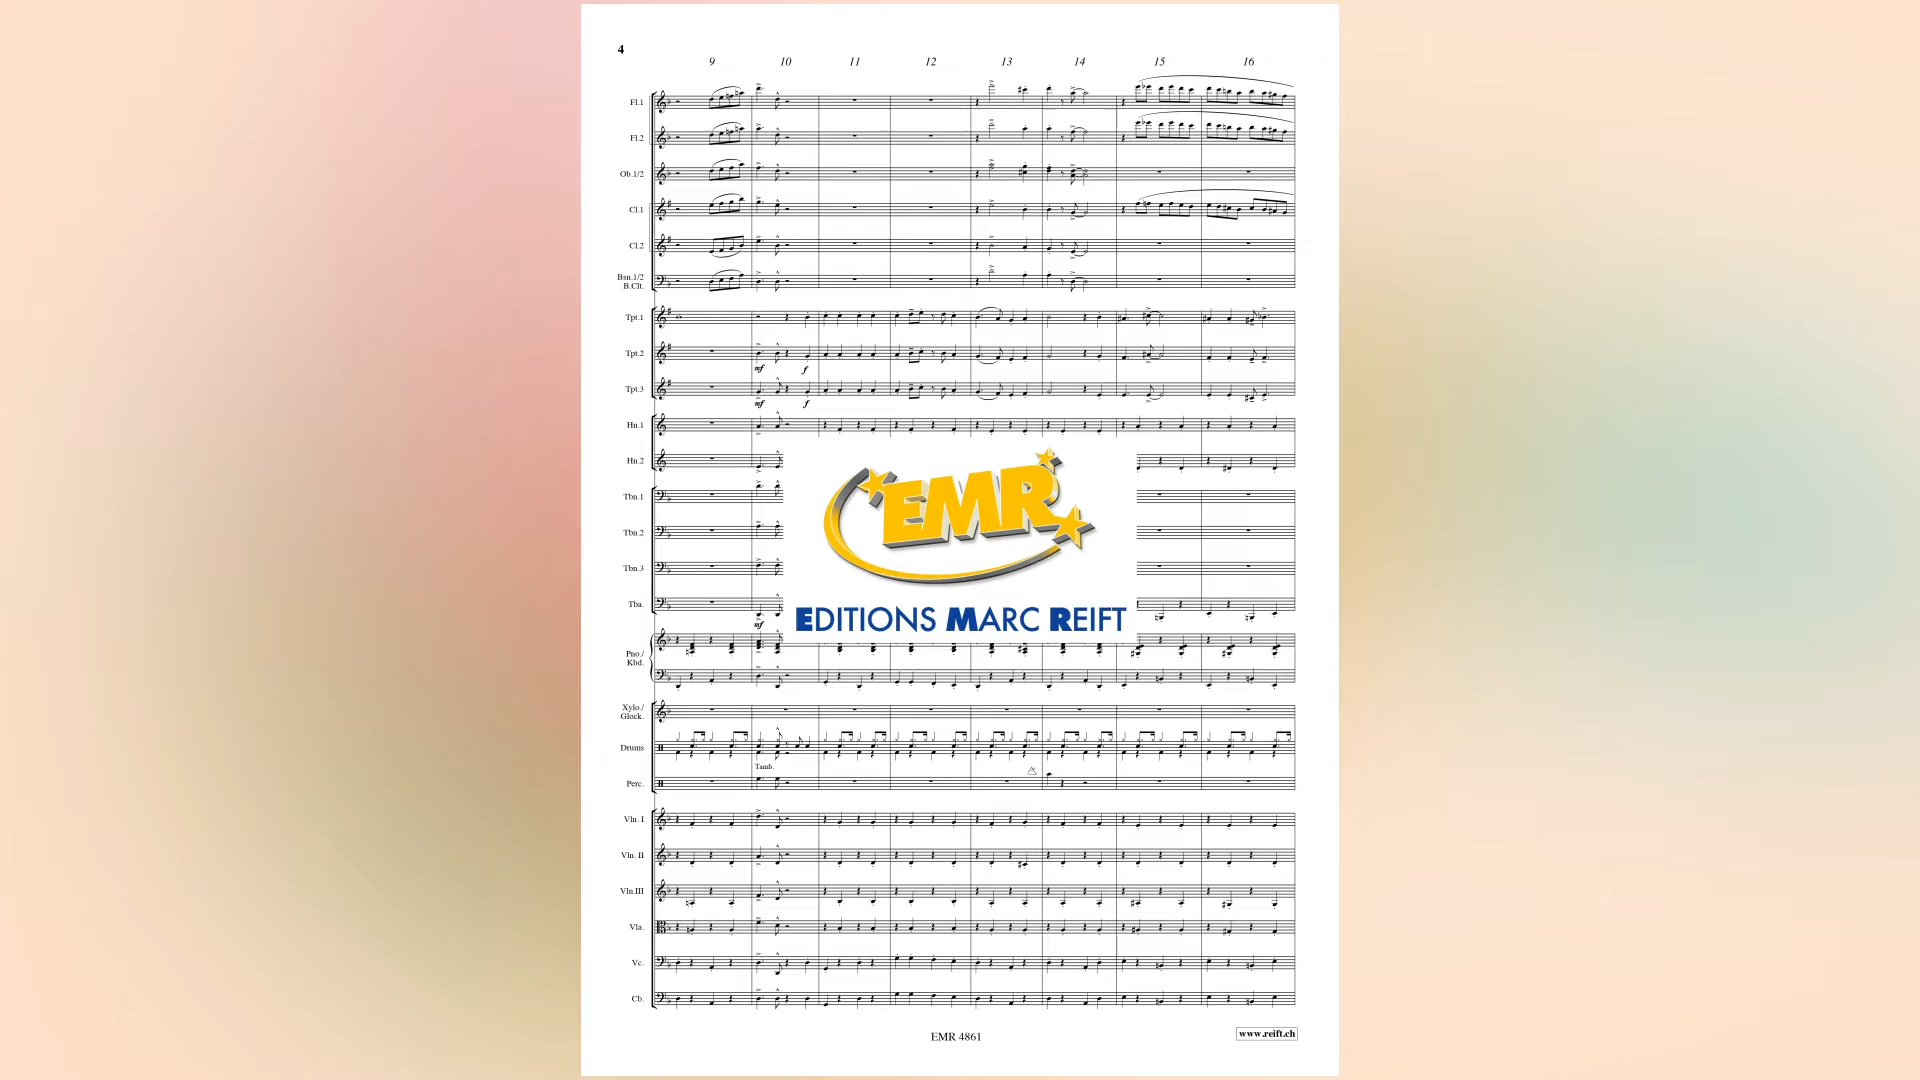 4
9 10 11 12 13 14 15 16
Fl.1
Fl.2
Ob.1/2
Cl.1
Cl.2
Bsn.1/2
B.Clt.
Tpt.1
Tpt.2
mf f
Tpt.3
mf f
Hn.1
Hn.2
Tbn.1
Tbn.2
Tbn.3
Tba.
mf
EMR
EDITIONS MARC REIFT
Pno./
Kbd.
Xylo./
Glock.
Drums
Tamb.
Perc.
Vln. I
Vln. II
Vln.III
Vla.
Vc.
Cb.
EMR 4861
www.reift.ch